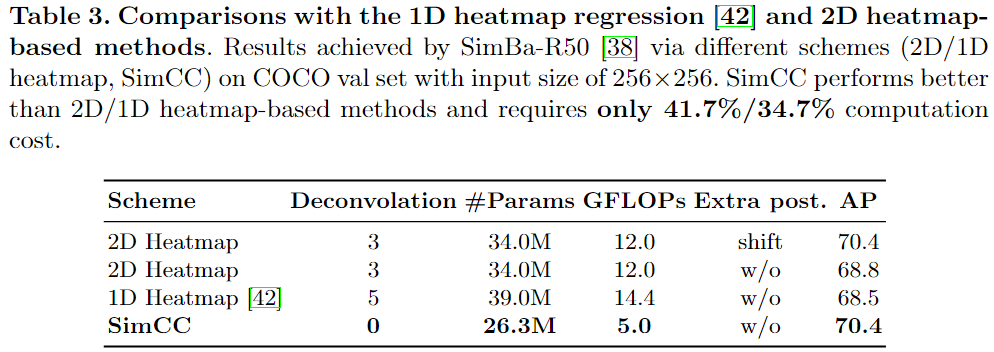 Table 3. Comparisons with the 1D heatmap regression [42] and 2D heatmap-
based methods. Results achieved by SimBa-R50 [38] via different schemes (2D/1D
heatmap, SimCC) on COCO val set with input size of 256×256. SimCC performs better
than 2D/1D heatmap-based methods and requires only 41.7%/34.7% computation
cost.
Scheme Deconvolation #Params GFLOPs Extra post. AP
2D Heatmap 3 34.0M 12.0 shift 70.4
2D Heatmap 3 34.0M 12.0 w/o 68.8
1D Heatmap [42] 5 39.0M 14.4 w/o 68.5
SimCC 0 26.3M 5.0 w/o 70.4